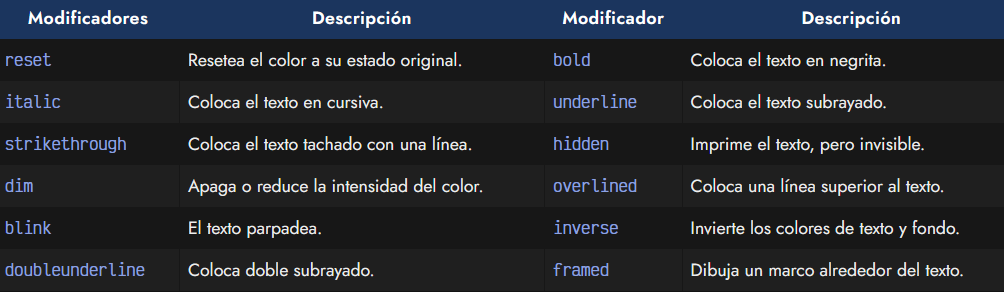 Modificadores Descripción Modificador Descripción
reset Resetea el color a su estado original. bold Coloca el texto en negrita.
italic Coloca el texto en cursiva. underline Coloca el texto subrayado.
strikethrough Coloca el texto tachado con una línea. hidden Imprime el texto, pero invisible.
dim Apaga o reduce la intensidad del color. overlined Coloca una línea superior al texto.
blink El texto parpadea. inverse Invierte los colores de texto y fondo.
doubleunderline Coloca doble subrayado. framed Dibuja un marco alrededor del texto.